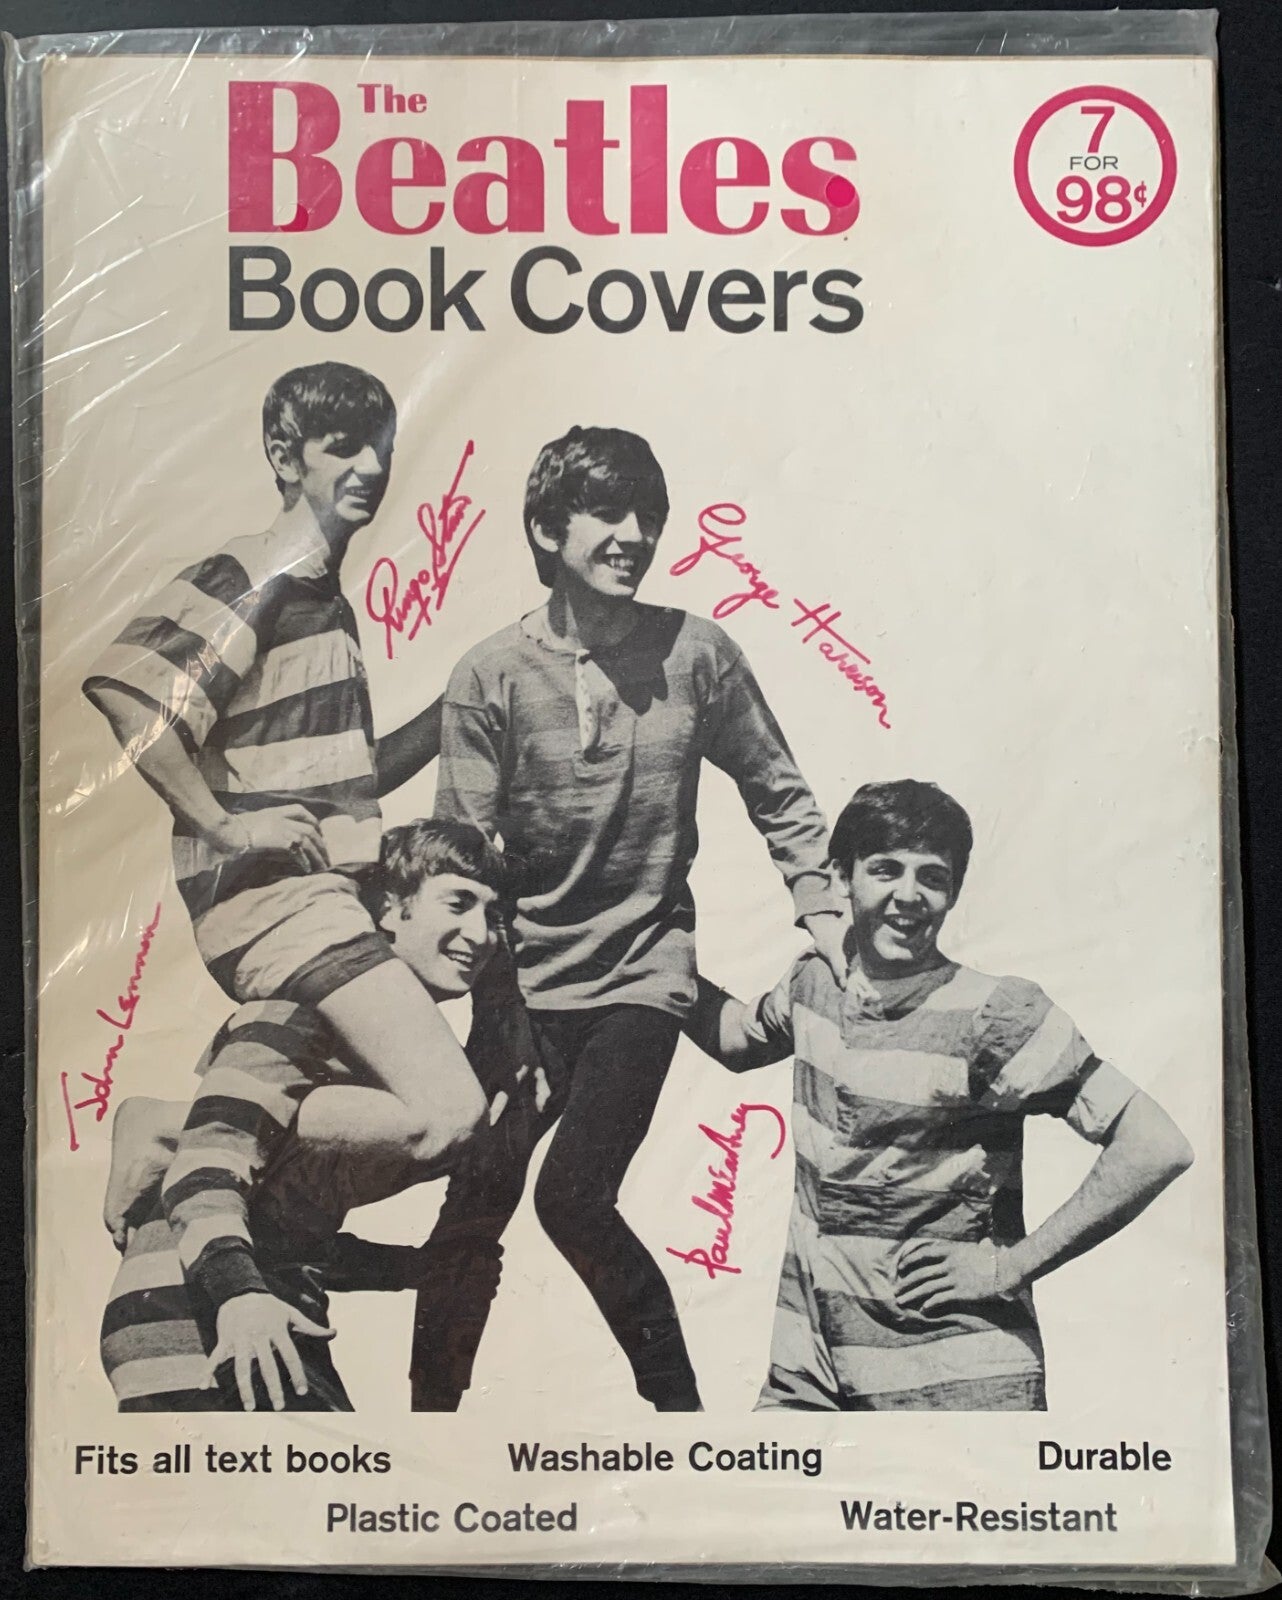 The
Beatles
Book Covers
7
FOR
98¢
Ringo Starr
George Harrison
John Lennon
Paul McCartney
Fits all text books
Washable Coating
Durable
Plastic Coated
Water-Resistant